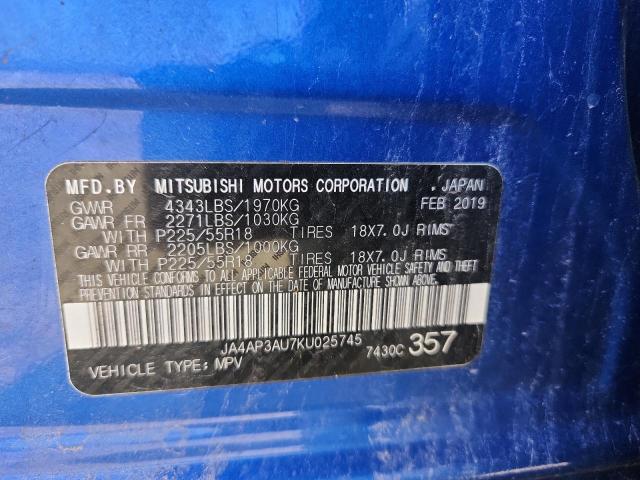 MFD.BY MITSUBISHI MOTORS CORPORATION . JAPAN
GVWR 4343LBS/1970KG FEB 2019
GAWR FR 2271LBS/1030KG
WITH P225/55R18 TIRES 18X7.0J RIMS
GAWR RR 2205LBS/1000KG
WITH P225/55R18 TIRES 18X7.0J RIMS
THIS VEHICLE CONFORMS TO ALL APPLICABLE FEDERAL MOTOR VEHICLE SAFETY AND THEFT
PREVENTION STANDARDS IN EFFECT ON THE DATE OF MANUFACTURE SHOWN ABOVE.
JA4AP3AU7KU025745 7430C 357
VEHICLE TYPE: MPV